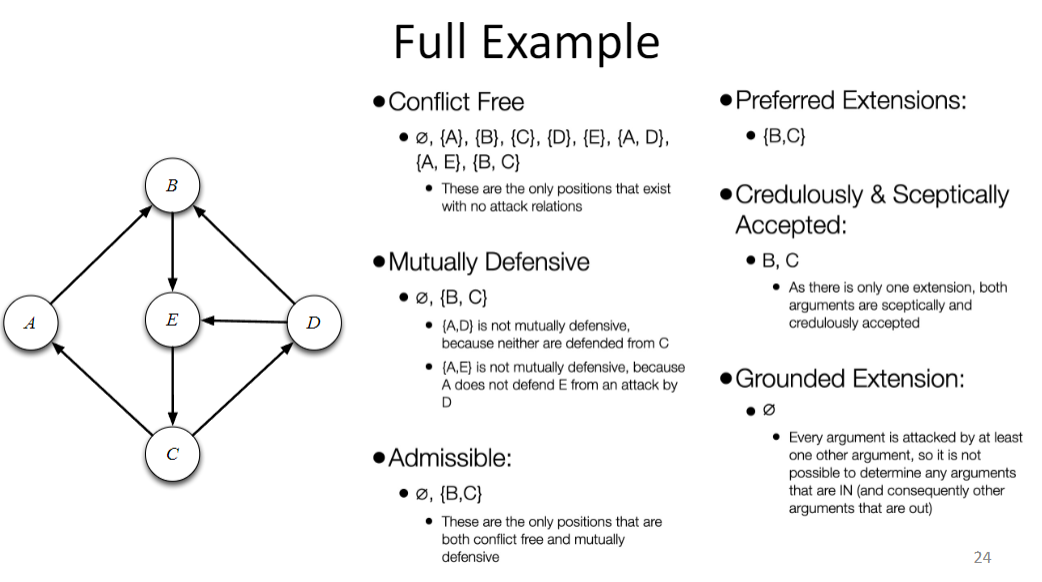 Full Example
●Conflict Free
● ∅, {A}, {B}, {C}, {D}, {E}, {A, D},
{A, E}, {B, C}
● These are the only positions that exist
with no attack relations
●Mutually Defensive
● ∅, {B, C}
● {A,D} is not mutually defensive,
because neither are defended from C
● {A,E} is not mutually defensive, because
A does not defend E from an attack by
D
●Admissible:
● ∅, {B,C}
● These are the only positions that are
both conflict free and mutually
defensive
●Preferred Extensions:
● {B,C}
●Credulously & Sceptically
Accepted:
● B, C
● As there is only one extension, both
arguments are sceptically and
credulously accepted
●Grounded Extension:
● ∅
● Every argument is attacked by at least
one other argument, so it is not
possible to determine any arguments
that are IN (and consequently other
arguments that are out)
B
A
E
D
C
24